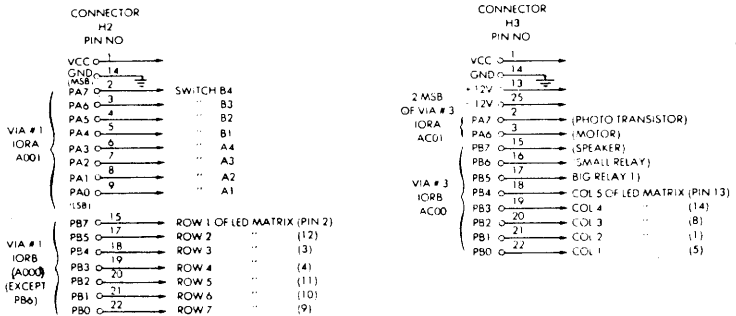 CONNECTOR
H2
PIN NO
VCC 1
GND 14
(MSB)
PA7 2 SWITCH B4
PA6 3 " B3
PA5 4 " B2
PA4 5 " B1
PA3 6 " A4
PA2 7 " A3
PA1 8 " A2
PA0 9 " A1
(LSB)
VIA # 1
IORA
A001
PB7 15 ROW 1 OF LED MATRIX (PIN 2)
PB5 17 ROW 2 " (12)
PB4 18 ROW 3 " (3)
PB3 19 ROW 4 " (4)
PB2 20 ROW 5 " (11)
PB1 21 ROW 6 " (10)
PB0 22 ROW 7 " (9)
VIA # 1
IORB
(A000)
(EXCEPT
PB6)
CONNECTOR
H3
PIN NO
VCC 1
GND 14
+ 12V 13
- 12V 25
PA7 2 (PHOTO TRANSISTOR)
PA6 3 (MOTOR)
PB7 15 (SPEAKER)
PB6 16 SMALL RELAY)
PB5 17 BIG RELAY 1)
PB4 18 COL 5 OF LED MATRIX (PIN 13)
PB3 19 COL 4 " (14)
PB2 20 COL 3 " (8)
PB1 21 COL 2 " (1)
PB0 22 COL 1 " (5)
2 MSB
OF VIA # 3
IORA
AC01
VIA # 3
IORB
AC00